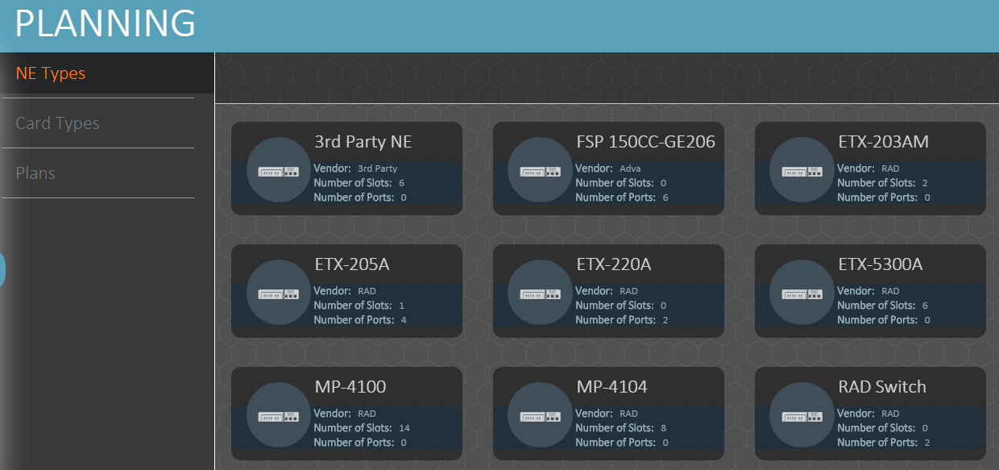 PLANNING
NE Types
Card Types
Plans
3rd Party NE
Vendor: 3rd Party
Number of Slots: 6
Number of Ports: 0
FSP 150CC-GE206
Vendor: Adva
Number of Slots: 0
Number of Ports: 6
ETX-203AM
Vendor: RAD
Number of Slots: 2
Number of Ports: 0
ETX-205A
Vendor: RAD
Number of Slots: 1
Number of Ports: 4
ETX-220A
Vendor: RAD
Number of Slots: 0
Number of Ports: 2
ETX-5300A
Vendor: RAD
Number of Slots: 6
Number of Ports: 0
MP-4100
Vendor: RAD
Number of Slots: 14
Number of Ports: 0
MP-4104
Vendor: RAD
Number of Slots: 8
Number of Ports: 0
RAD Switch
Vendor: RAD
Number of Slots: 0
Number of Ports: 2